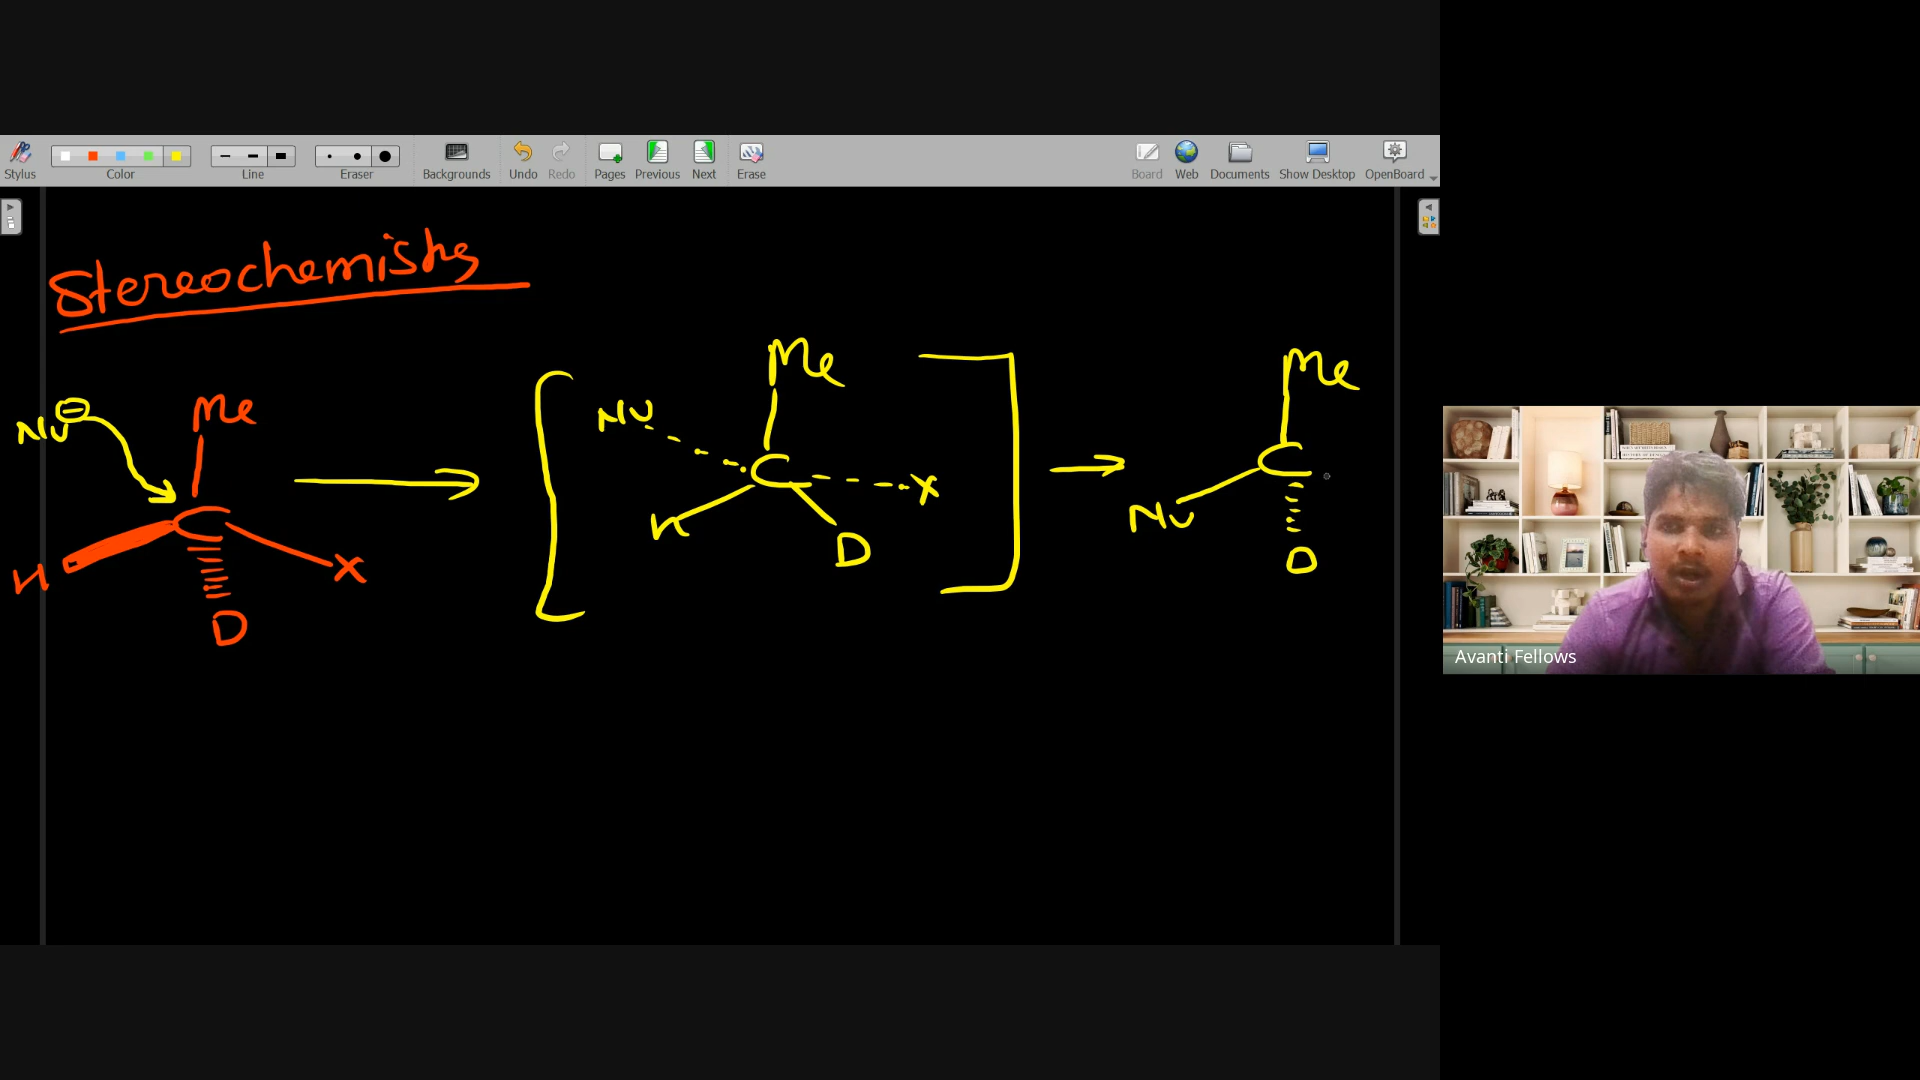 Stylus
Color
Line
Eraser
Backgrounds
Undo
Redo
Pages
Previous
Next
Erase
Board
Web
Documents
Show Desktop
OpenBoard
Stereochemistry
Nu⊖
Me
C
H
X
D
Me
Nu
C
X
H
D
Me
C
Nu
D
Avanti Fellows